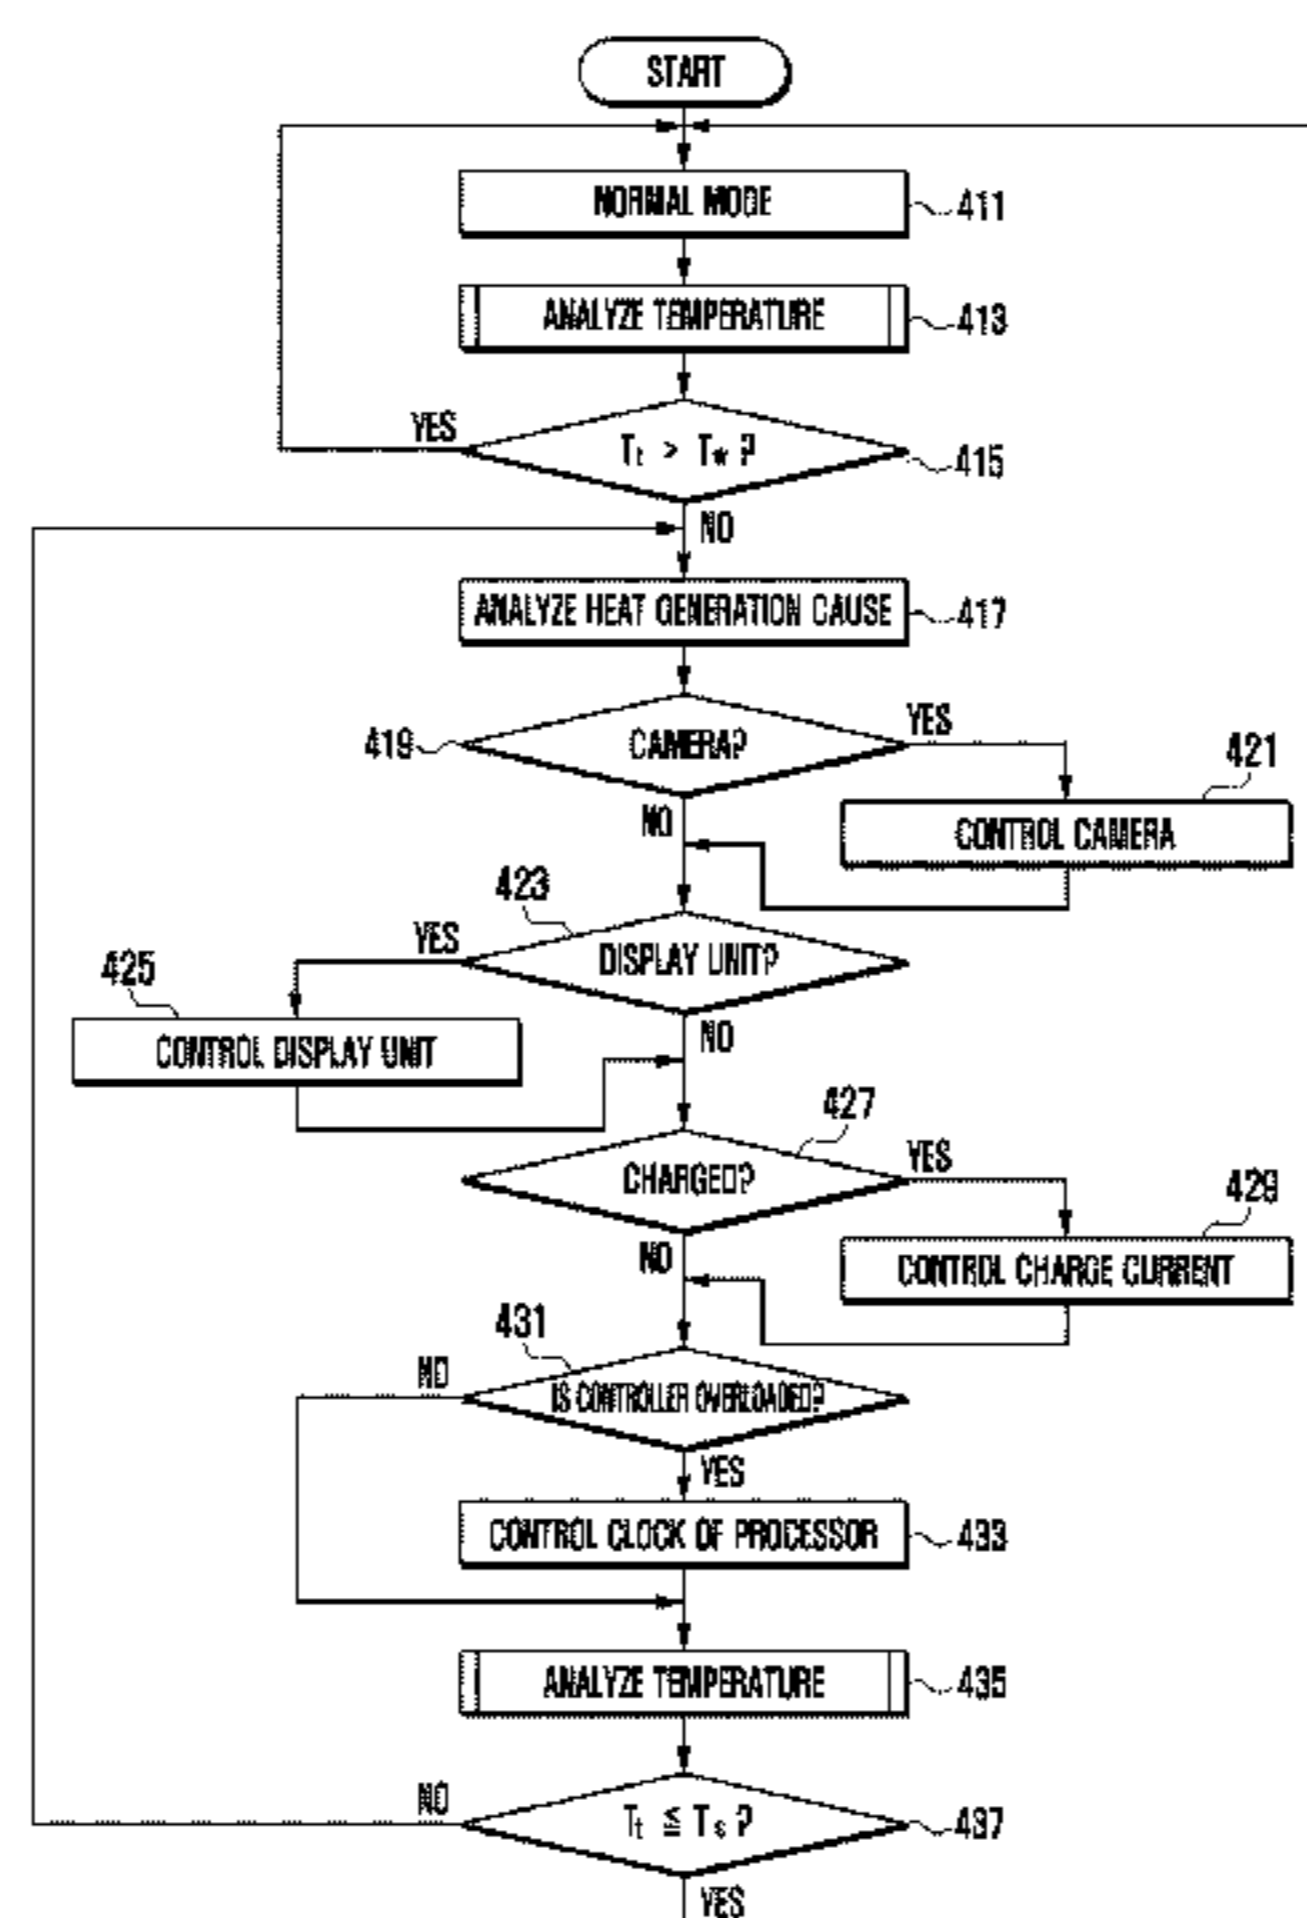 START
NORMAL MODE
411
ANALYZE TEMPERATURE
413
YES
Tt > Tw ?
415
NO
ANALYZE HEAT GENERATION CAUSE
417
419
CAMERA?
YES
421
NO
CONTROL CAMERA
423
YES
DISPLAY UNIT?
425
CONTROL DISPLAY UNIT
NO
427
CHARGED?
YES
429
NO
CONTROL CHARGE CURRENT
431
NO
IS CONTROLLER OVERLOADED?
YES
CONTROL CLOCK OF PROCESSOR
433
ANALYZE TEMPERATURE
435
NO
Tt ≦ Ts ?
437
YES